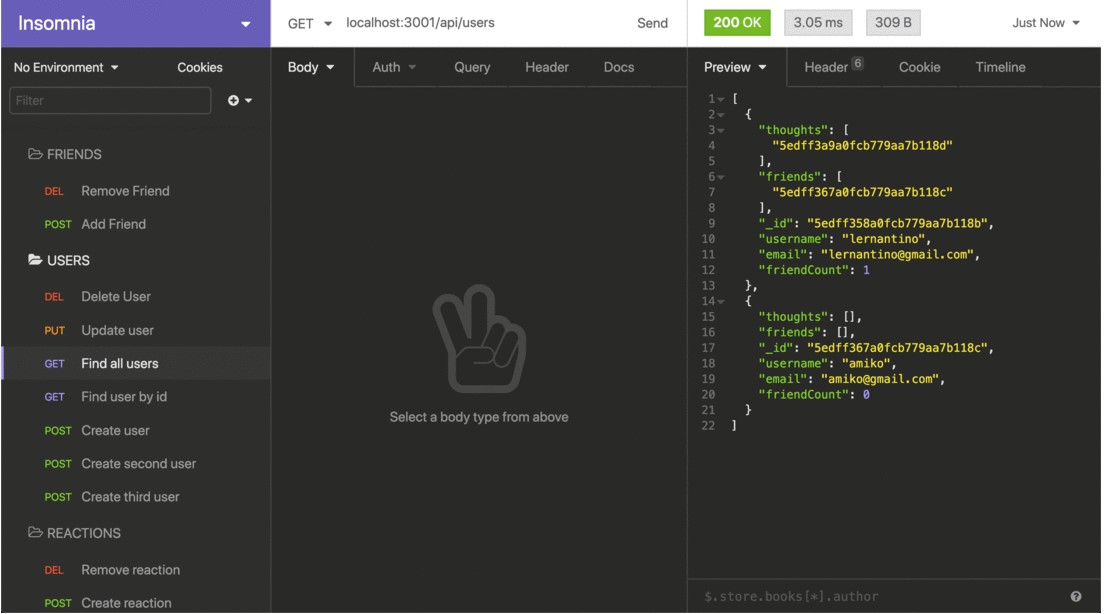 Insomnia
GET localhost:3001/api/users Send
200 OK 3.05 ms 309 B Just Now
No Environment Cookies
Body Auth Query Header Docs
Preview Header 6 Cookie Timeline
Filter
FRIENDS
DEL Remove Friend
POST Add Friend
USERS
DEL Delete User
PUT Update user
GET Find all users
GET Find user by id
POST Create user
POST Create second user
POST Create third user
REACTIONS
DEL Remove reaction
POST Create reaction
Select a body type from above
1 [
2 {
3 "thoughts": [
4 "5edff3a9a0fcb779aa7b118d"
5 ],
6 "friends": [
7 "5edff367a0fcb779aa7b118c"
8 ],
9 "_id": "5edff358a0fcb779aa7b118b",
10 "username": "lernantino",
11 "email": "lernantino@gmail.com",
12 "friendCount": 1
13 },
14 {
15 "thoughts": [],
16 "friends": [],
17 "_id": "5edff367a0fcb779aa7b118c",
18 "username": "amiko",
19 "email": "amiko@gmail.com",
20 "friendCount": 0
21 }
22 ]
$.store.books[*].author